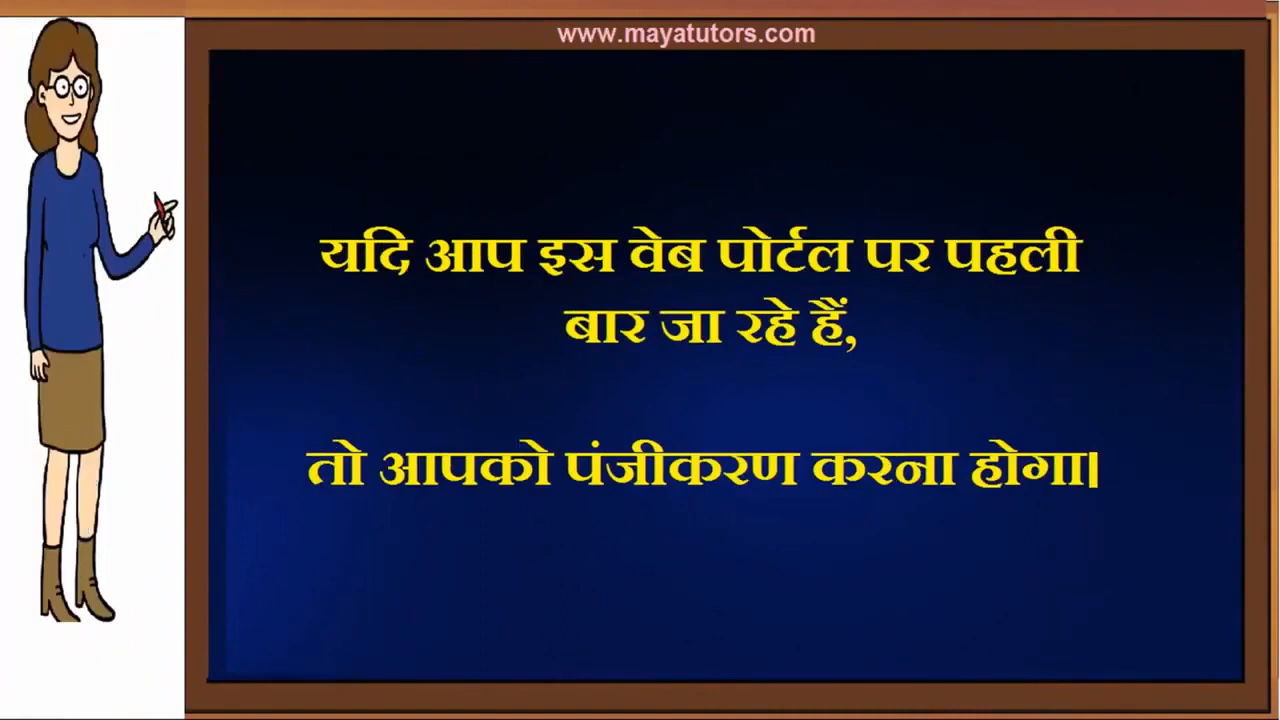 www.mayatutors.com
यदि आप इस वेब पोर्टल पर पहली
बार जा रहे हैं,
तो आपको पंजीकरण करना होगा।